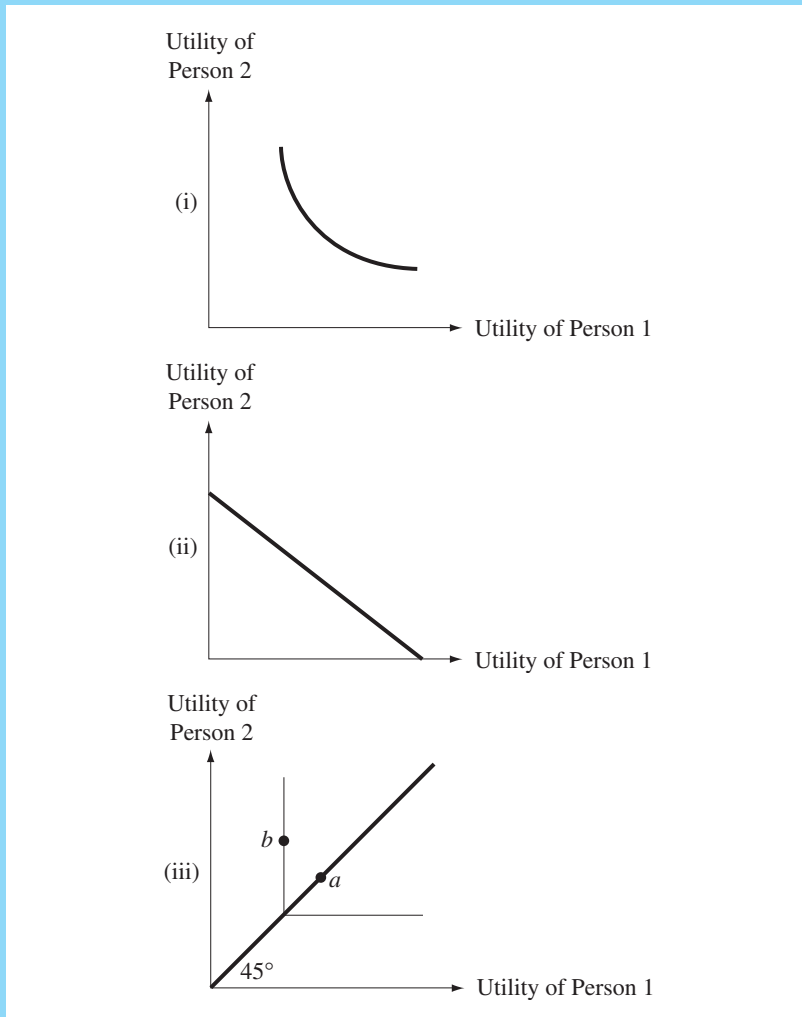 Utility of
Person 2
(i)
Utility of Person 1
Utility of
Person 2
(ii)
Utility of Person 1
Utility of
Person 2
b
a
(iii)
45°
Utility of Person 1